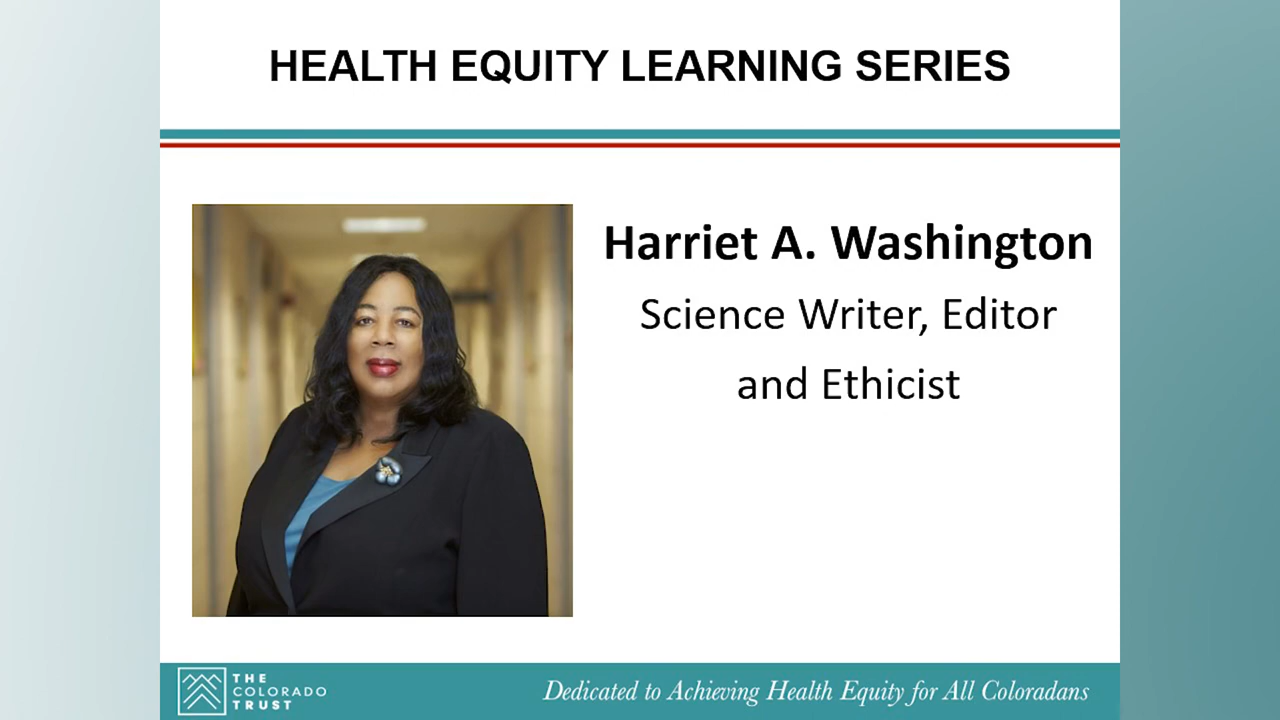 HEALTH EQUITY LEARNING SERIES
Harriet A. Washington
Science Writer, Editor
and Ethicist
THE
COLORADO
TRUST
Dedicated to Achieving Health Equity for All Coloradans